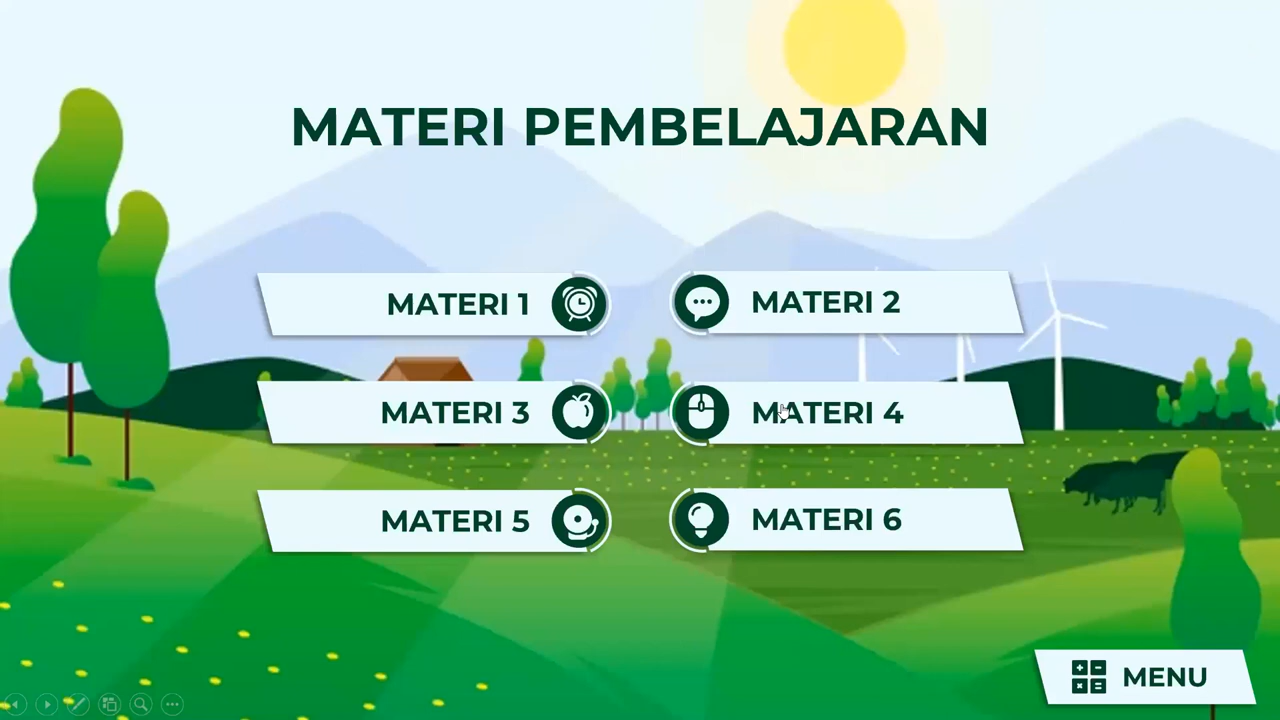 MATERI PEMBELAJARAN
MATERI 1
MATERI 2
MATERI 3
MATERI 4
MATERI 5
MATERI 6
MENU